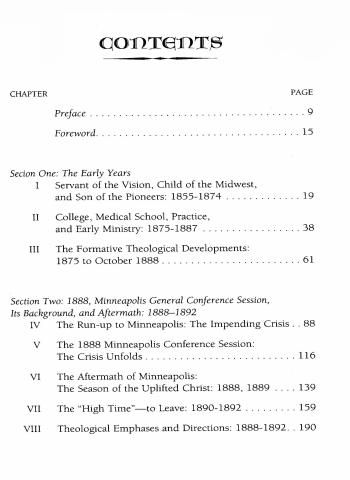 CONTENTS
CHAPTER PAGE
Preface . . . . . . . . . . . . . . . . . . . . . . . . . . . . . . . . . . . . . 9
Foreword. . . . . . . . . . . . . . . . . . . . . . . . . . . . . . . . . . . 15
Secion One: The Early Years
I Servant of the Vision, Child of the Midwest,
and Son of the Pioneers: 1855-1874 . . . . . . . . . . . . . 19
II College, Medical School, Practice,
and Early Ministry: 1875-1887 . . . . . . . . . . . . . . . . . 38
III The Formative Theological Developments:
1875 to October 1888 . . . . . . . . . . . . . . . . . . . . . . . 61
Section Two: 1888, Minneapolis General Conference Session,
Its Background, and Aftermath: 1888–1892
IV The Run-up to Minneapolis: The Impending Crisis . . 88
V The 1888 Minneapolis Conference Session:
The Crisis Unfolds . . . . . . . . . . . . . . . . . . . . . . . . . 116
VI The Aftermath of Minneapolis:
The Season of the Uplifted Christ: 1888, 1889 . . . . 139
VII The “High Time”—to Leave: 1890-1892 . . . . . . . . . 159
VIII Theological Emphases and Directions: 1888-1892. . 190